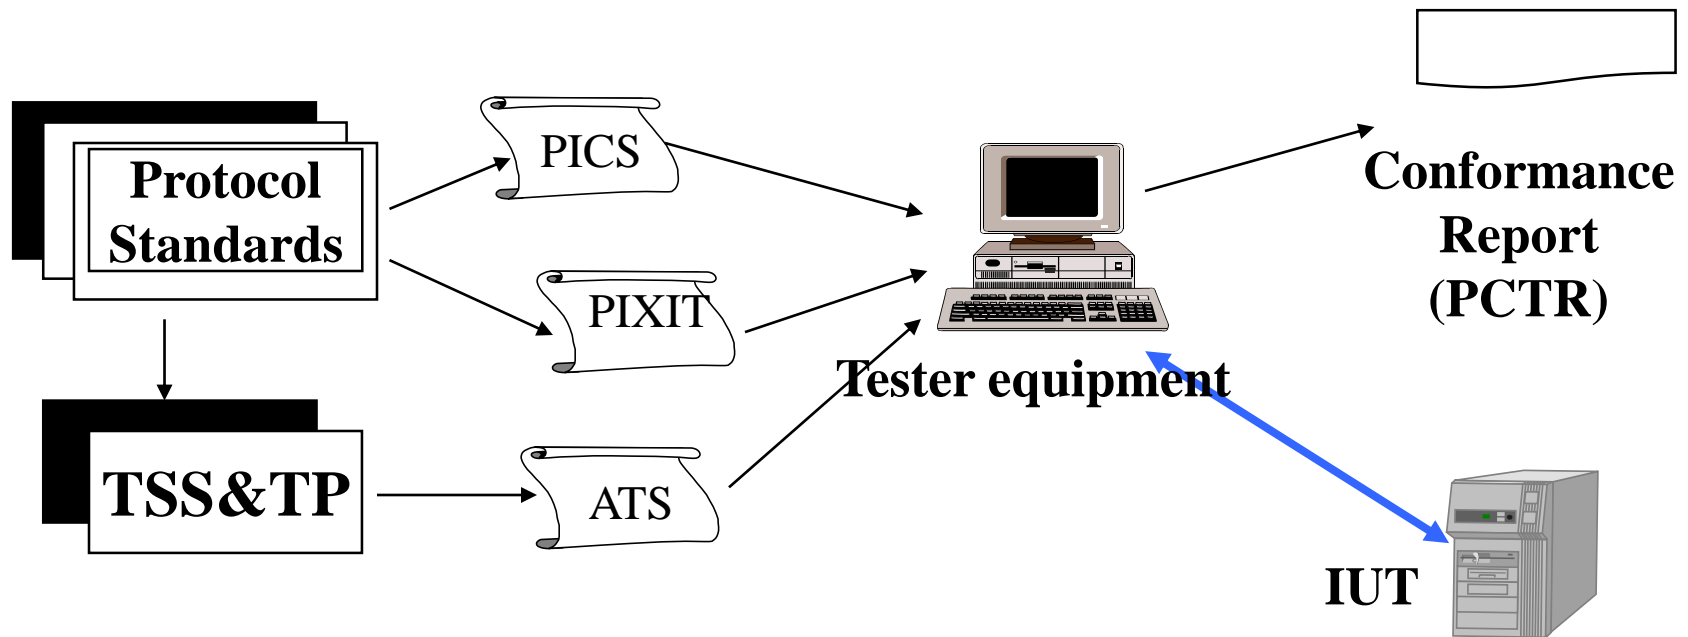 Protocol
Standards
PICS
PIXIT
TSS&TP
ATS
Tester equipment
Conformance
Report
(PCTR)
IUT